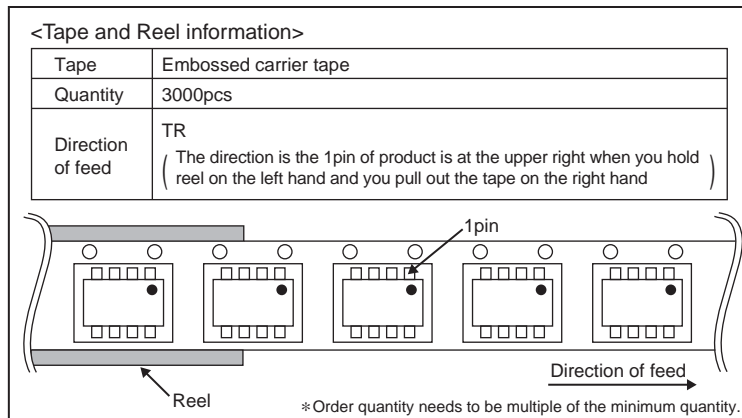 <Tape and Reel information>
Tape Embossed carrier tape
Quantity 3000pcs
Direction of feed TR
( The direction is the 1pin of product is at the upper right when you hold
reel on the left hand and you pull out the tape on the right hand )
1pin
Direction of feed
Reel
*Order quantity needs to be multiple of the minimum quantity.